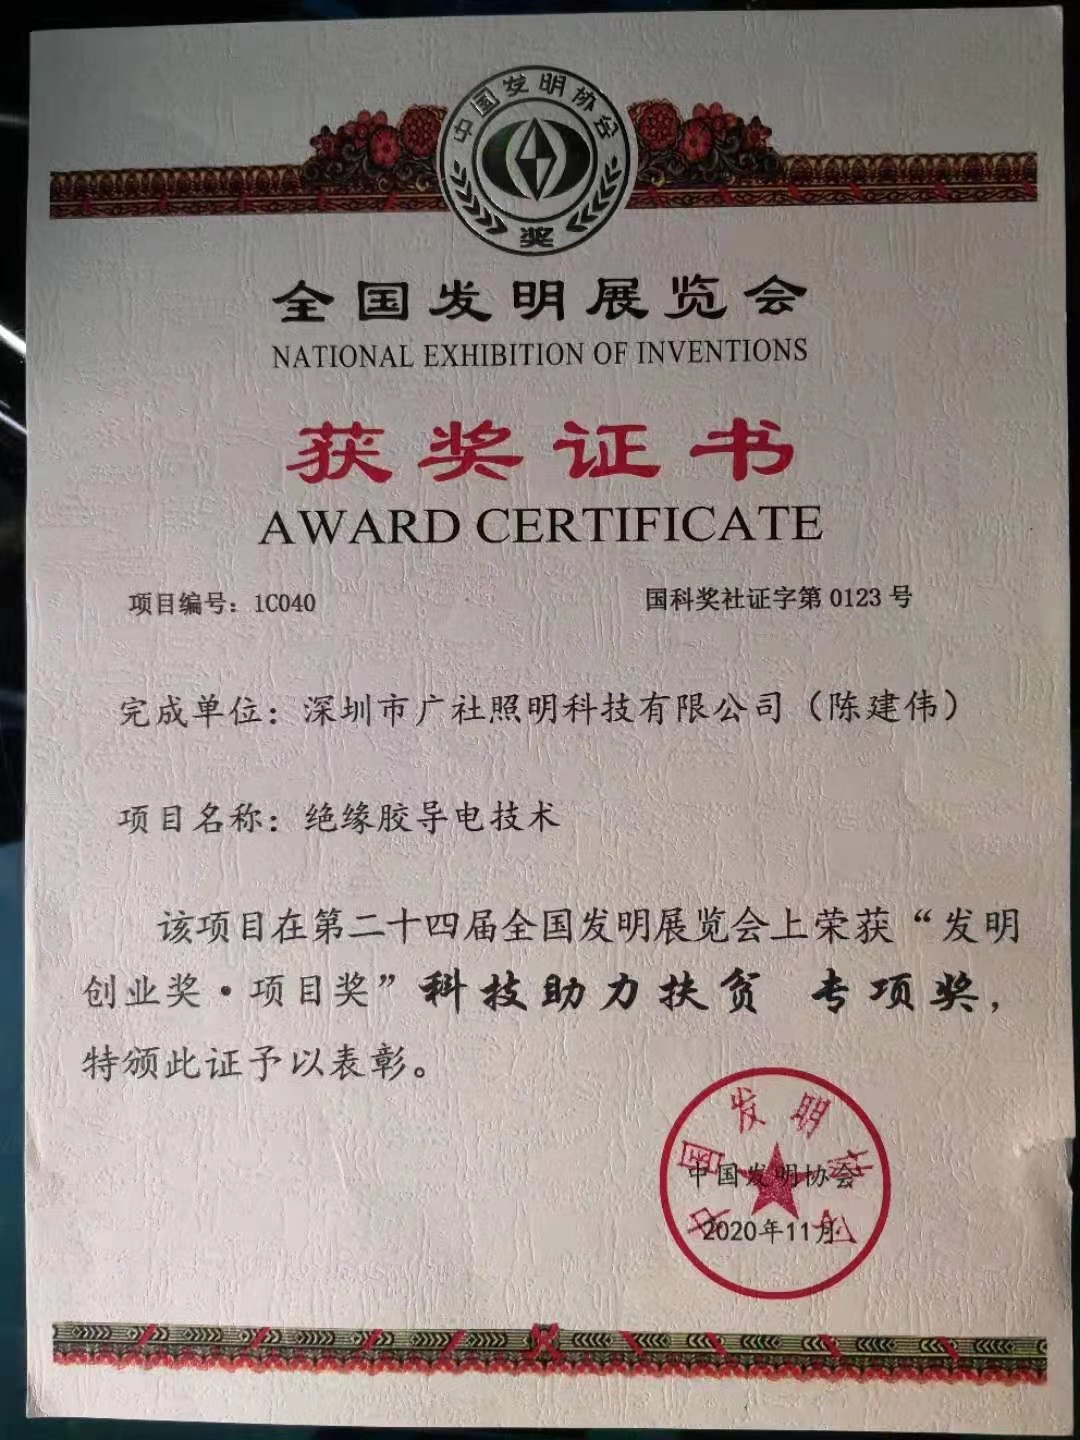 中国发明协会
奖
全国发明展览会
NATIONAL EXHIBITION OF INVENTIONS
获奖证书
AWARD CERTIFICATE
项目编号：1C040
国科奖社证字第 0123 号
完成单位：深圳市广社照明科技有限公司（陈建伟）
项目名称：绝缘胶导电技术
该项目在第二十四届全国发明展览会上荣获“发明
创业奖·项目奖”科技助力扶贫 专项奖，
特颁此证予以表彰。
中国发明协会
中国发明协会
2020年11月